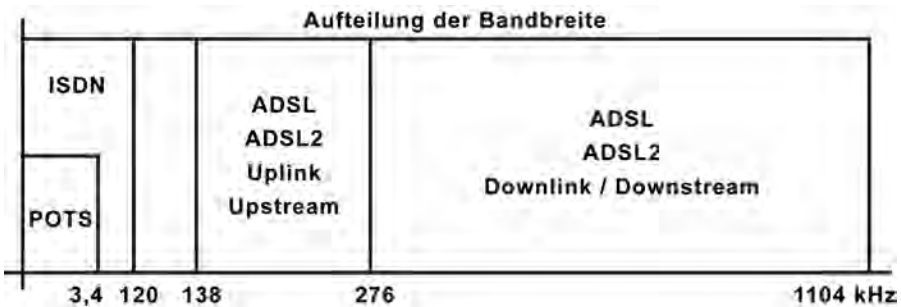 Aufteilung der Bandbreite
ISDN
POTS
ADSL
ADSL2
Uplink
Upstream
ADSL
ADSL2
Downlink / Downstream
3,4 120 138 276 1104 kHz